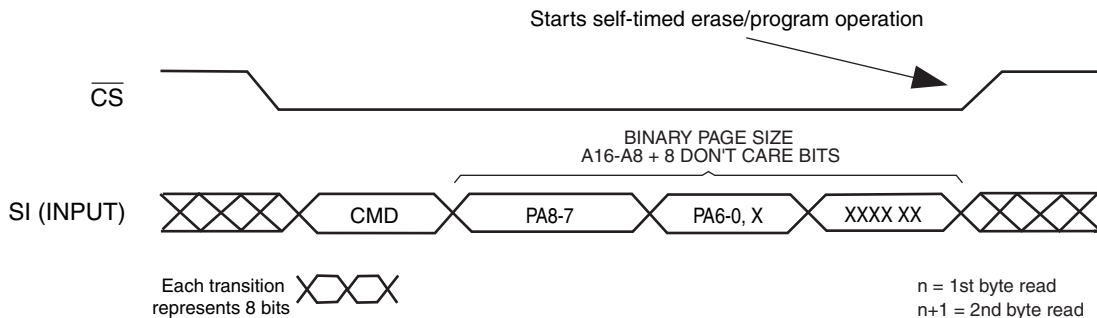 Starts self-timed erase/program operation
CS
BINARY PAGE SIZE
A16-A8 + 8 DON'T CARE BITS
SI (INPUT)
CMD
PA8-7
PA6-0, X
XXXX XX
Each transition
represents 8 bits
n = 1st byte read
n+1 = 2nd byte read